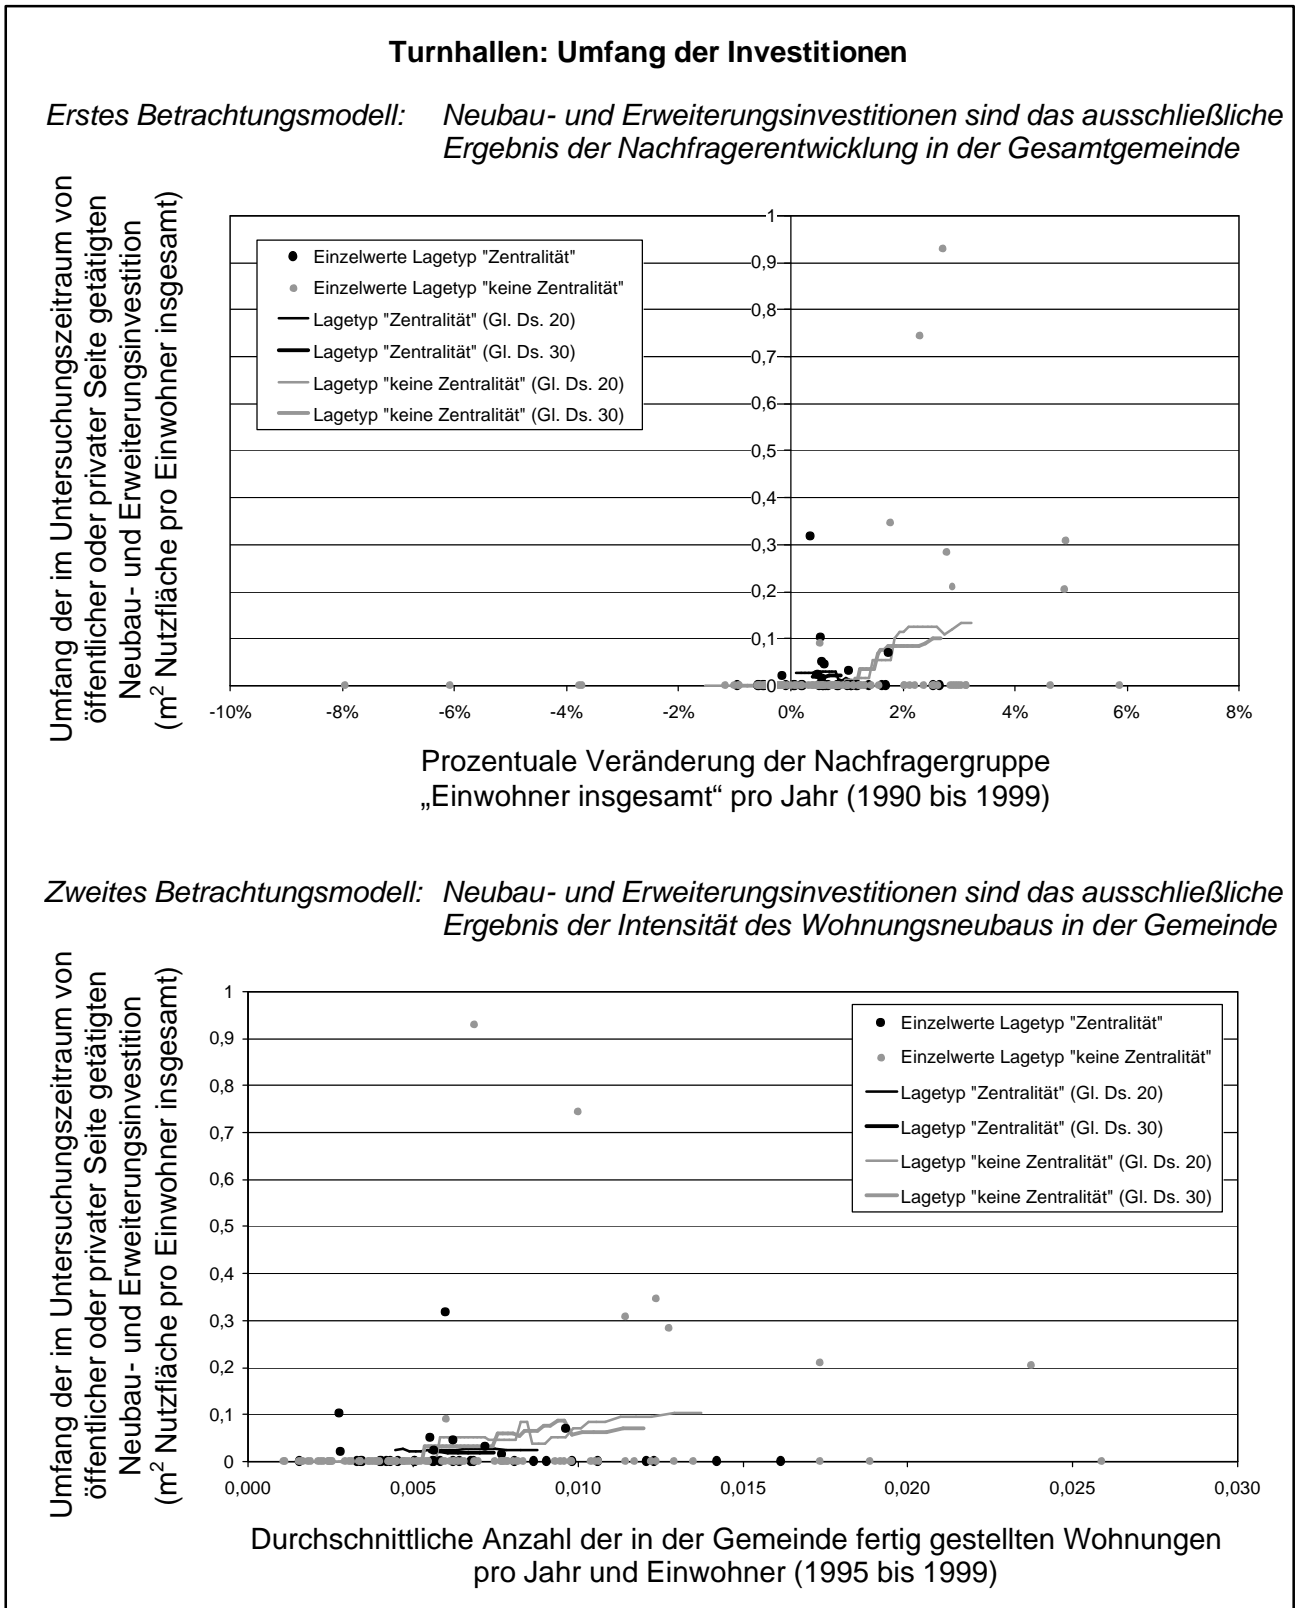 Turnhallen: Umfang der Investitionen
Erstes Betrachtungsmodell: Neubau- und Erweiterungsinvestitionen sind das ausschließliche
Ergebnis der Nachfragerentwicklung in der Gesamtgemeinde
Umfang der im Untersuchungszeitraum von
öffentlicher oder privater Seite getätigten
Neubau- und Erweiterungsinvestition
(m² Nutzfläche pro Einwohner insgesamt)
1
0,9
0,8
0,7
0,6
0,5
0,4
0,3
0,2
0,1
0
Einzelwerte Lagetyp "Zentralität"
Einzelwerte Lagetyp "keine Zentralität"
Lagetyp "Zentralität" (Gl. Ds. 20)
Lagetyp "Zentralität" (Gl. Ds. 30)
Lagetyp "keine Zentralität" (Gl. Ds. 20)
Lagetyp "keine Zentralität" (Gl. Ds. 30)
-10% -8% -6% -4% -2% 0% 2% 4% 6% 8%
Prozentuale Veränderung der Nachfragergruppe
„Einwohner insgesamt“ pro Jahr (1990 bis 1999)
Zweites Betrachtungsmodell: Neubau- und Erweiterungsinvestitionen sind das ausschließliche
Ergebnis der Intensität des Wohnungsneubaus in der Gemeinde
Umfang der im Untersuchungszeitraum von
öffentlicher oder privater Seite getätigten
Neubau- und Erweiterungsinvestition
(m² Nutzfläche pro Einwohner insgesamt)
1
0,9
0,8
0,7
0,6
0,5
0,4
0,3
0,2
0,1
0
Einzelwerte Lagetyp "Zentralität"
Einzelwerte Lagetyp "keine Zentralität"
Lagetyp "Zentralität" (Gl. Ds. 20)
Lagetyp "Zentralität" (Gl. Ds. 30)
Lagetyp "keine Zentralität" (Gl. Ds. 20)
Lagetyp "keine Zentralität" (Gl. Ds. 30)
0,000 0,005 0,010 0,015 0,020 0,025 0,030
Durchschnittliche Anzahl der in der Gemeinde fertig gestellten Wohnungen
pro Jahr und Einwohner (1995 bis 1999)